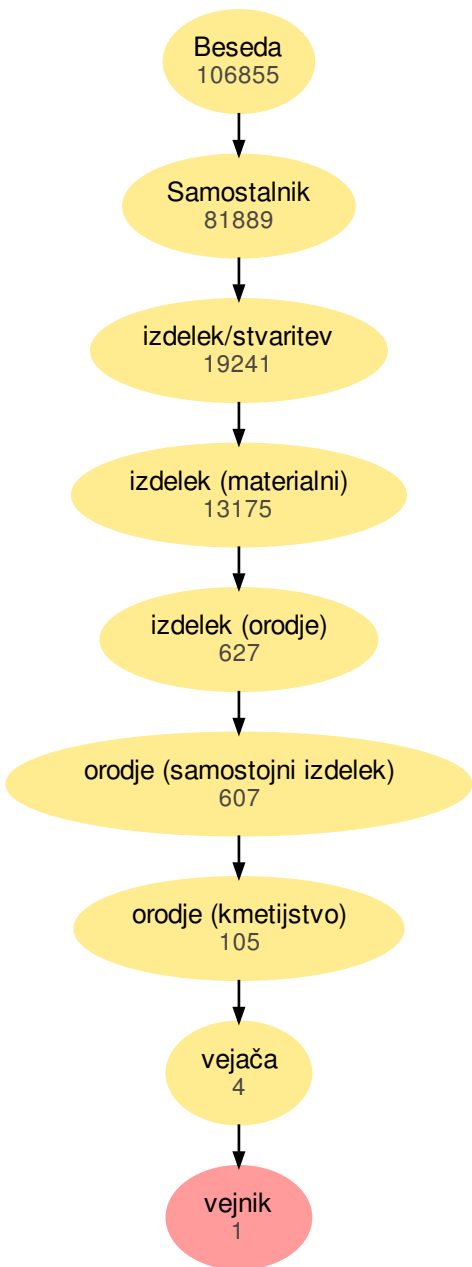 Beseda
106855
Samostalnik
81889
izdelek/stvaritev
19241
izdelek (materialni)
13175
izdelek (orodje)
627
orodje (samostojni izdelek)
607
orodje (kmetijstvo)
105
vejača
4
vejnik
1